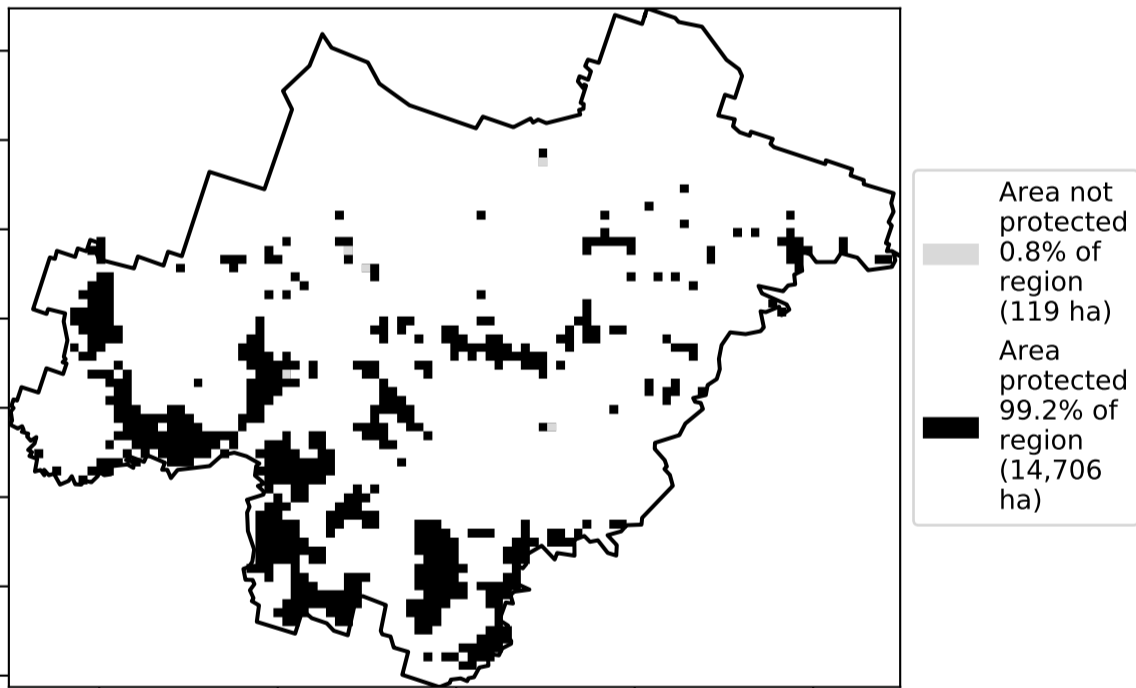 Area not
protected
0.8% of
region
(119 ha)
Area
protected
99.2% of
region
(14,706
ha)